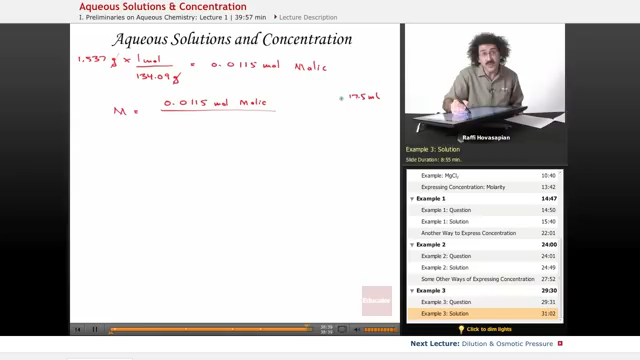 Aqueous Solutions & Concentration
I. Preliminaries on Aqueous Chemistry: Lecture 1 | 39:57 min
Lecture Description
Aqueous Solutions and Concentration
1.537 g × 1 mol / 134.09 g = 0.0115 mol Malic
17.5 ml
M = 0.0115 mol Malic
Educator
Raffi Hovasapian
Example 3: Solution
Slide Duration: 8:55 min.
Example: MgCl2 10:40
Expressing Concentration: Molarity 13:42
Example 1 14:47
Example 1: Question 14:50
Example 1: Solution 15:40
Another Way to Express Concentration 22:01
Example 2 24:00
Example 2: Question 24:01
Example 2: Solution 24:49
Some Other Ways of Expressing Concentration 27:52
Example 3 29:30
Example 3: Question 29:31
Example 3: Solution 31:02
Click to dim lights
Next Lecture: Dilution & Osmotic Pressure